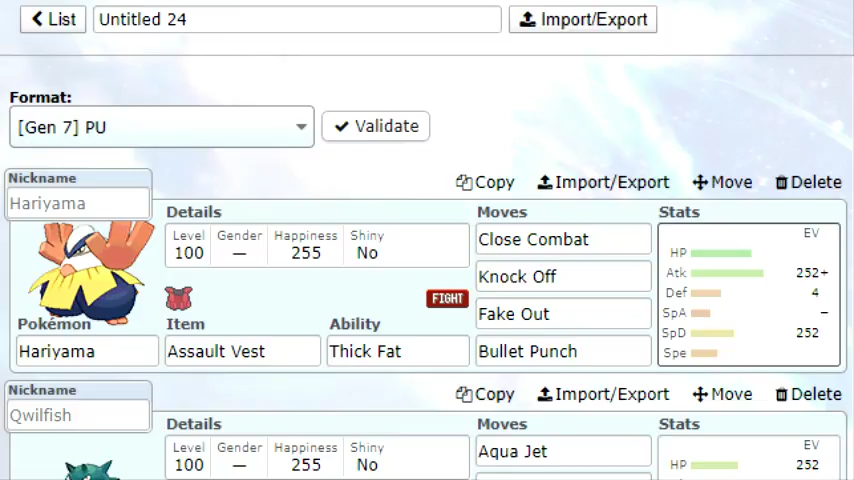 List
Untitled 24
Import/Export
Format:
[Gen 7] PU
Validate
Nickname
Hariyama
Copy Import/Export Move Delete
Details
Level Gender Happiness Shiny
100 — 255 No
FIGHT
Pokémon Item Ability
Hariyama Assault Vest Thick Fat
Moves
Close Combat
Knock Off
Fake Out
Bullet Punch
Stats
EV
HP
Atk 252+
Def 4
SpA –
SpD 252
Spe
Nickname
Qwilfish
Copy Import/Export Move Delete
Details
Level Gender Happiness Shiny
100 — 255 No
Moves
Aqua Jet
Stats
EV
HP 252